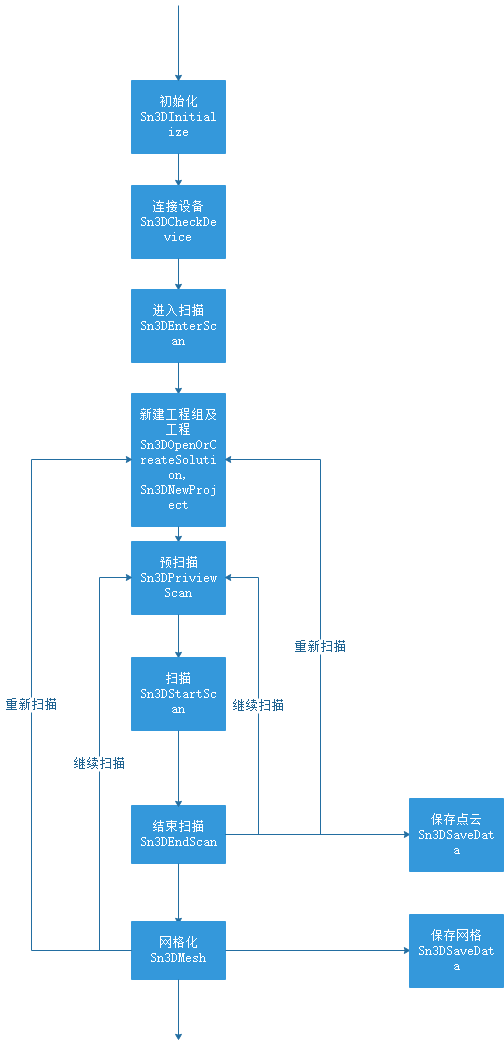 初始化
Sn3DInitial
ize
连接设备
Sn3DCheckDe
vice
进入扫描
Sn3DEnterSc
an
新建工程组及
工程
Sn3DOpenOrC
reateSoluti
on,
Sn3DNewProj
ect
预扫描
Sn3DPriview
Scan
重新扫描
扫描
Sn3DStartSc
an
重新扫描
继续扫描
继续扫描
结束扫描
Sn3DEndScan
保存点云
Sn3DSaveDat
a
网格化
Sn3DMesh
保存网格
Sn3DSaveDat
a